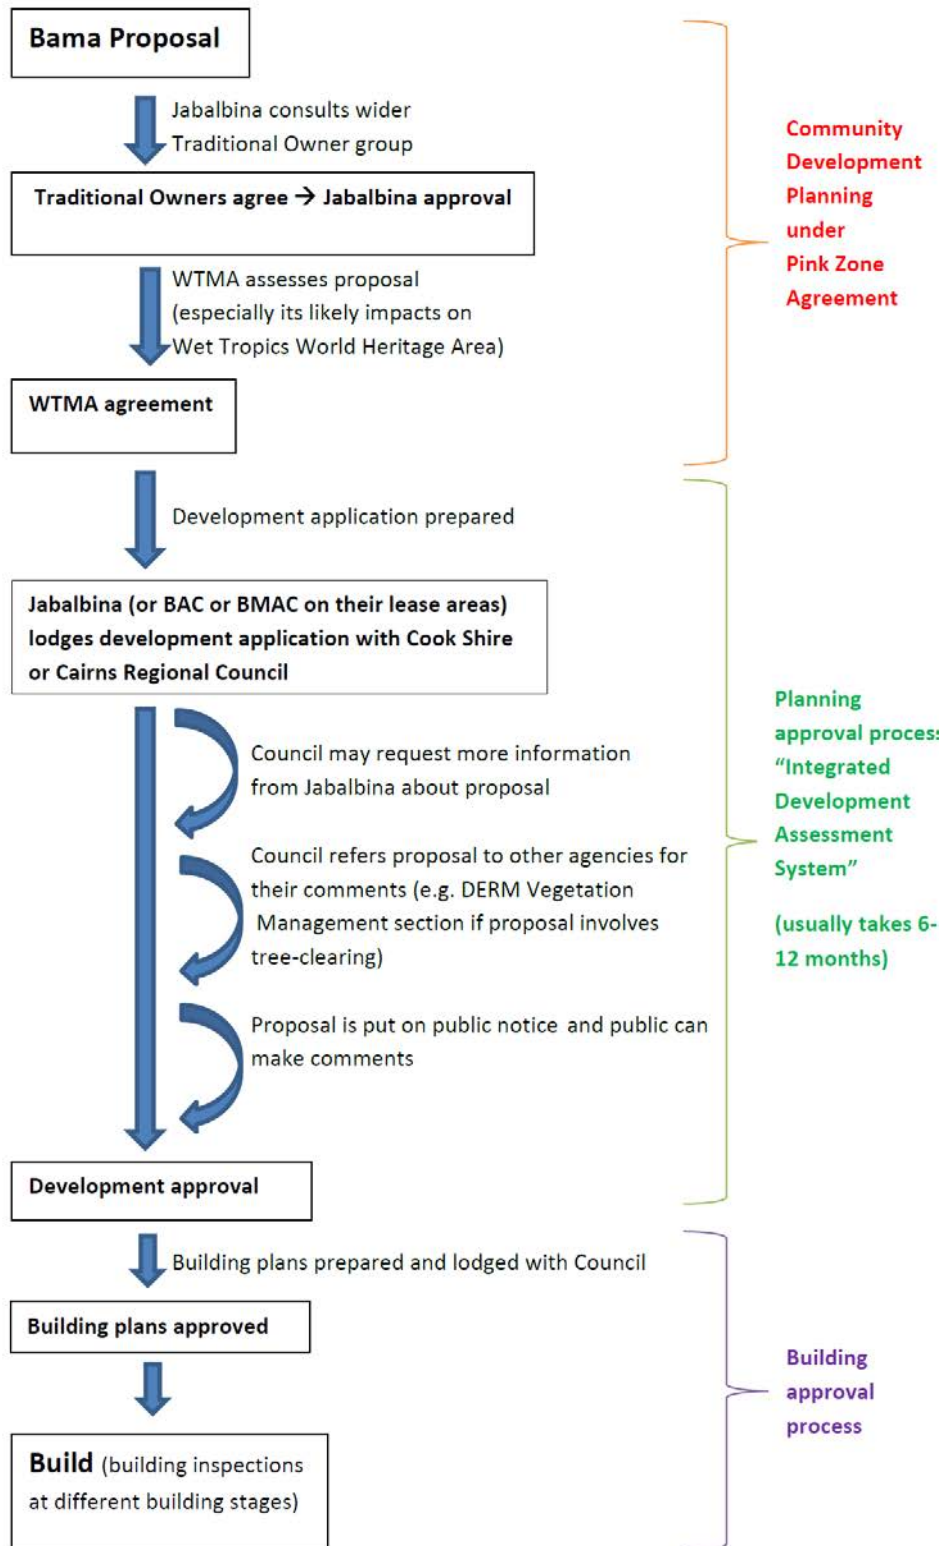 Bama Proposal
Jabalbina consults wider
Traditional Owner group
Traditional Owners agree → Jabalbina approval
WTMA assesses proposal
(especially its likely impacts on
Wet Tropics World Heritage Area)
WTMA agreement
Community
Development
Planning
under
Pink Zone
Agreement
Development application prepared
Jabalbina (or BAC or BMAC on their lease areas)
lodges development application with Cook Shire
or Cairns Regional Council
Council may request more information
from Jabalbina about proposal
Council refers proposal to other agencies for
their comments (e.g. DERM Vegetation
Management section if proposal involves
tree-clearing)
Proposal is put on public notice and public can
make comments
Development approval
Planning
approval process
“Integrated
Development
Assessment
System”
(usually takes 6-
12 months)
Building plans prepared and lodged with Council
Building plans approved
Build (building inspections
at different building stages)
Building
approval
process